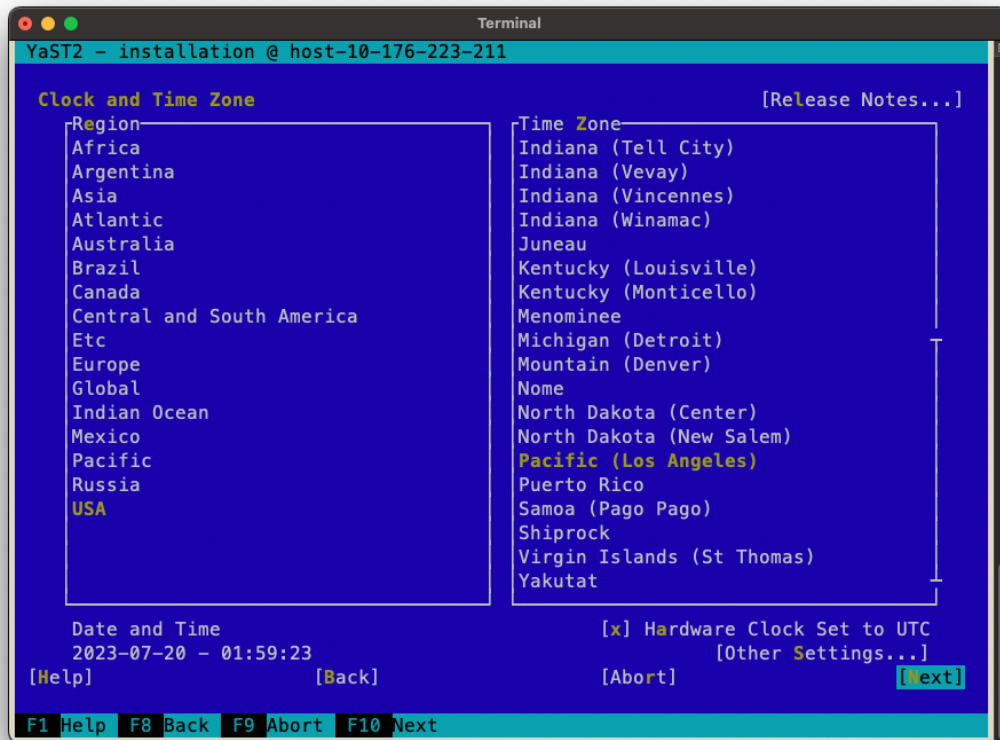 Terminal
YaST2 - installation @ host-10-176-223-211
Clock and Time Zone
[Release Notes...]
Region
Africa
Argentina
Asia
Atlantic
Australia
Brazil
Canada
Central and South America
Etc
Europe
Global
Indian Ocean
Mexico
Pacific
Russia
USA
Time Zone
Indiana (Tell City)
Indiana (Vevay)
Indiana (Vincennes)
Indiana (Winamac)
Juneau
Kentucky (Louisville)
Kentucky (Monticello)
Menominee
Michigan (Detroit)
Mountain (Denver)
Nome
North Dakota (Center)
North Dakota (New Salem)
Pacific (Los Angeles)
Puerto Rico
Samoa (Pago Pago)
Shiprock
Virgin Islands (St Thomas)
Yakutat
Date and Time
2023-07-20 - 01:59:23
[x] Hardware Clock Set to UTC
[Other Settings...]
[Help] [Back] [Abort] [Next]
F1 Help F8 Back F9 Abort F10 Next